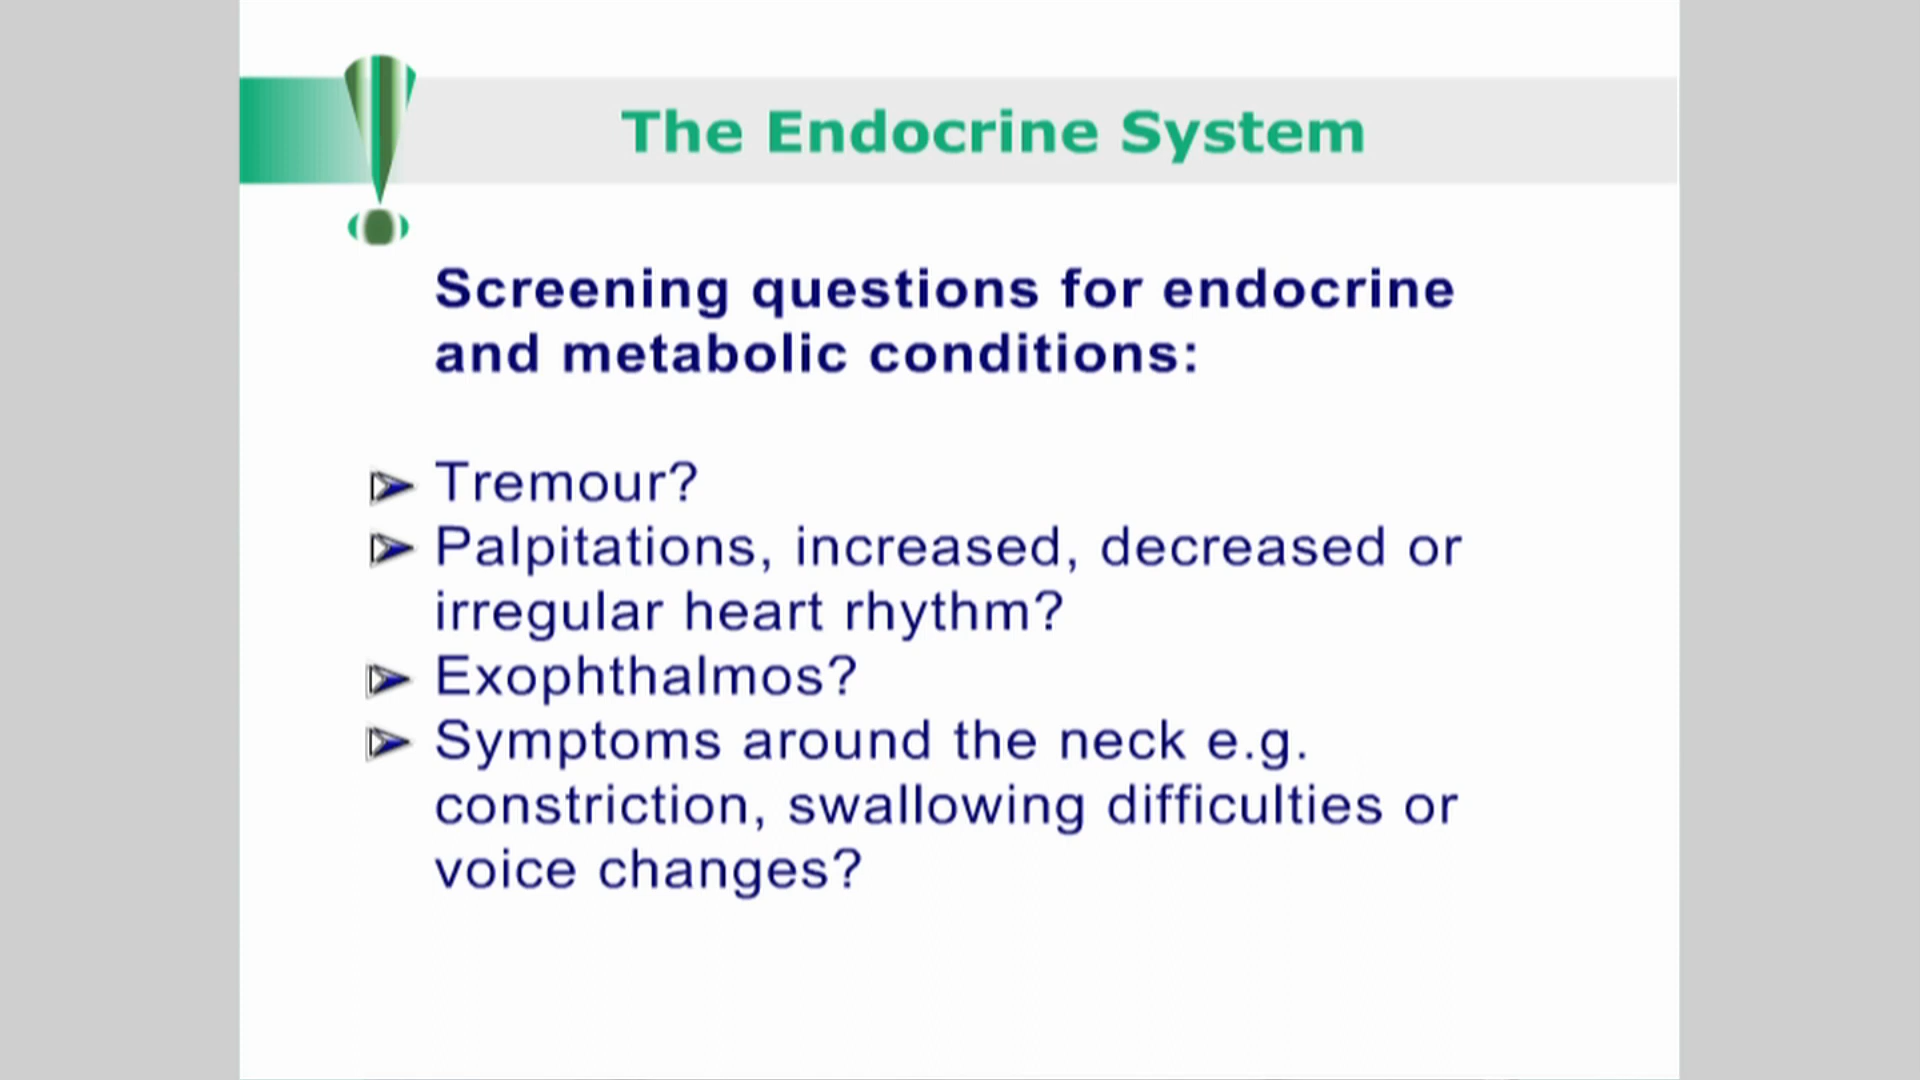 The Endocrine System
Screening questions for endocrine
and metabolic conditions:
Tremour?
Palpitations, increased, decreased or
irregular heart rhythm?
Exophthalmos?
Symptoms around the neck e.g.
constriction, swallowing difficulties or
voice changes?